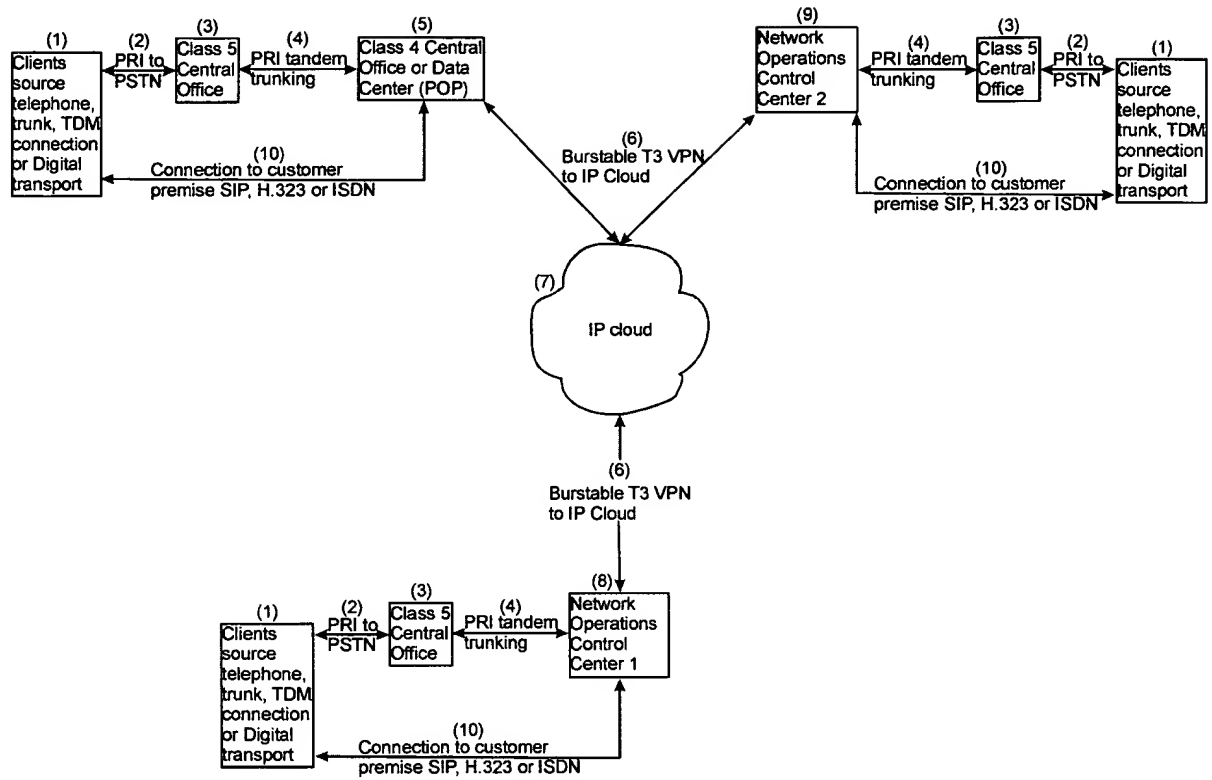 (1)
Clients
source
telephone,
trunk, TDM
connection
or Digital
transport
(2)
PRI to
PSTN
(3)
Class 5
Central
Office
(4)
PRI tandem
trunking
(5)
Class 4 Central
Office or Data
Center (POP)
(10)
Connection to customer
premise SIP, H.323 or ISDN
(9)
Network
Operations
Control
Center 2
(4)
PRI tandem
trunking
(3)
Class 5
Central
Office
(2)
PRI to
PSTN
(1)
Clients
source
telephone,
trunk, TDM
connection
or Digital
transport
(10)
Connection to customer
premise SIP, H.323 or ISDN
(6)
Burstable T3 VPN
to IP Cloud
(7)
IP cloud
(6)
Burstable T3 VPN
to IP Cloud
(1)
Clients
source
telephone,
trunk, TDM
connection
or Digital
transport
(2)
PRI to
PSTN
(3)
Class 5
Central
Office
(4)
PRI tandem
trunking
(8)
Network
Operations
Control
Center 1
(10)
Connection to customer
premise SIP, H.323 or ISDN